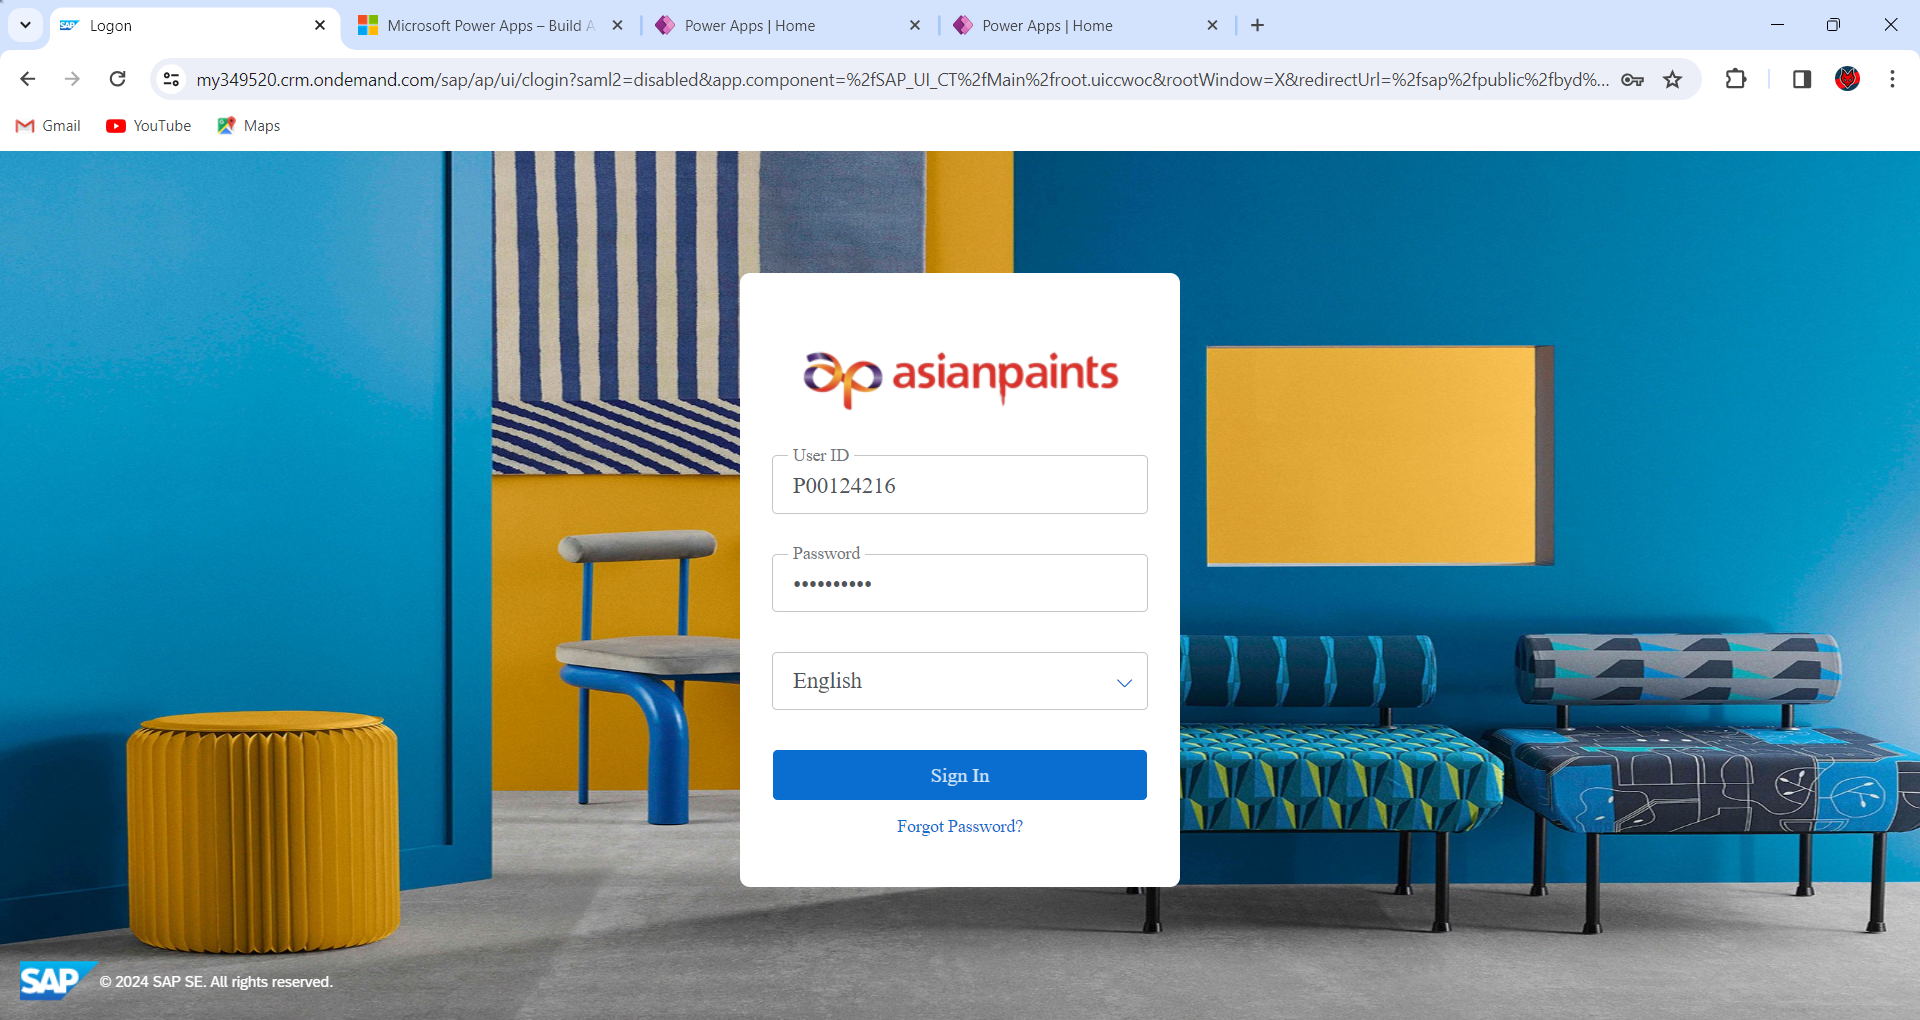 Logon
Microsoft Power Apps – Build A
Power Apps | Home
Power Apps | Home
my349520.crm.ondemand.com/sap/ap/ui/clogin?saml2=disabled&app.component=%2fSAP_UI_CT%2fMain%2froot.uiccwoc&rootWindow=X&redirectUrl=%2fsap%2fpublic%2fbyd%...
Gmail
YouTube
Maps
asianpaints
User ID
P00124216
Password
••••••••••
English
Sign In
Forgot Password?
SAP © 2024 SAP SE. All rights reserved.